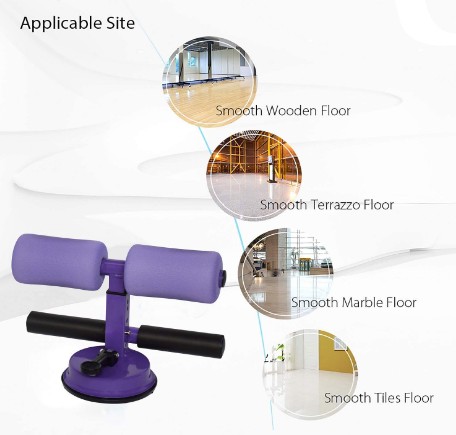 Applicable Site
Smooth Wooden Floor
Smooth Terrazzo Floor
Smooth Marble Floor
Smooth Tiles Floor